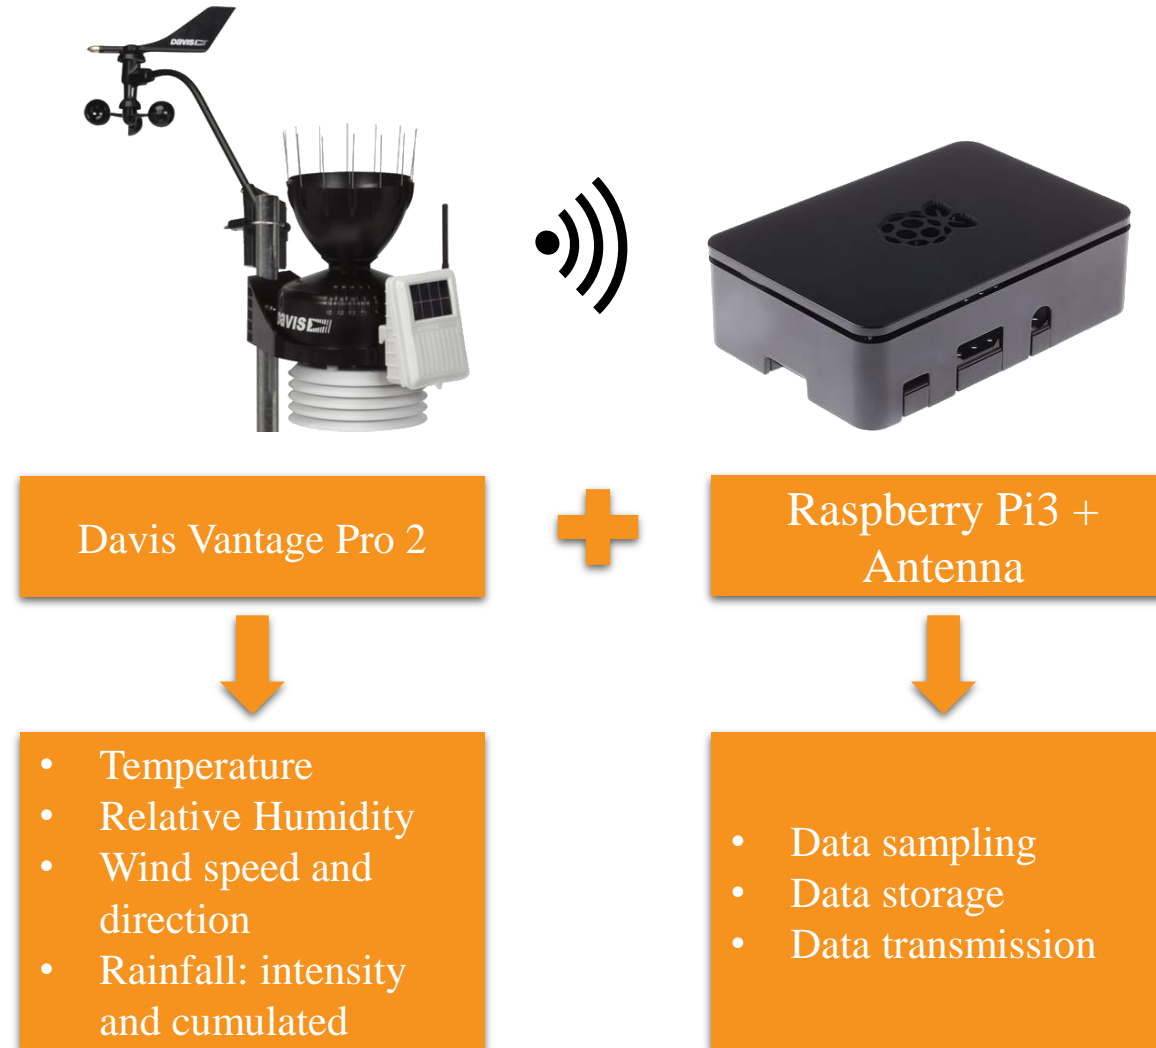 DAVIS
DAVIS
Davis Vantage Pro 2
Raspberry Pi3 +
Antenna
• Temperature
• Relative Humidity
• Wind speed and
direction
• Rainfall: intensity
and cumulated
• Data sampling
• Data storage
• Data transmission